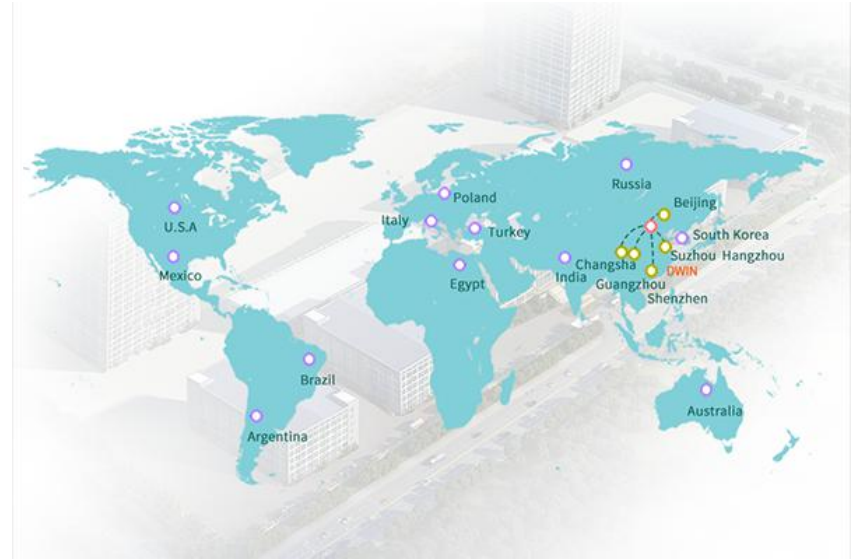 Russia
Poland
Beijing
Italy
U.S.A
Turkey
South Korea
Suzhou Hangzhou
Changsha
DWIN
Mexico
India
Egypt
Guangzhou
Shenzhen
Brazil
Australia
Argentina